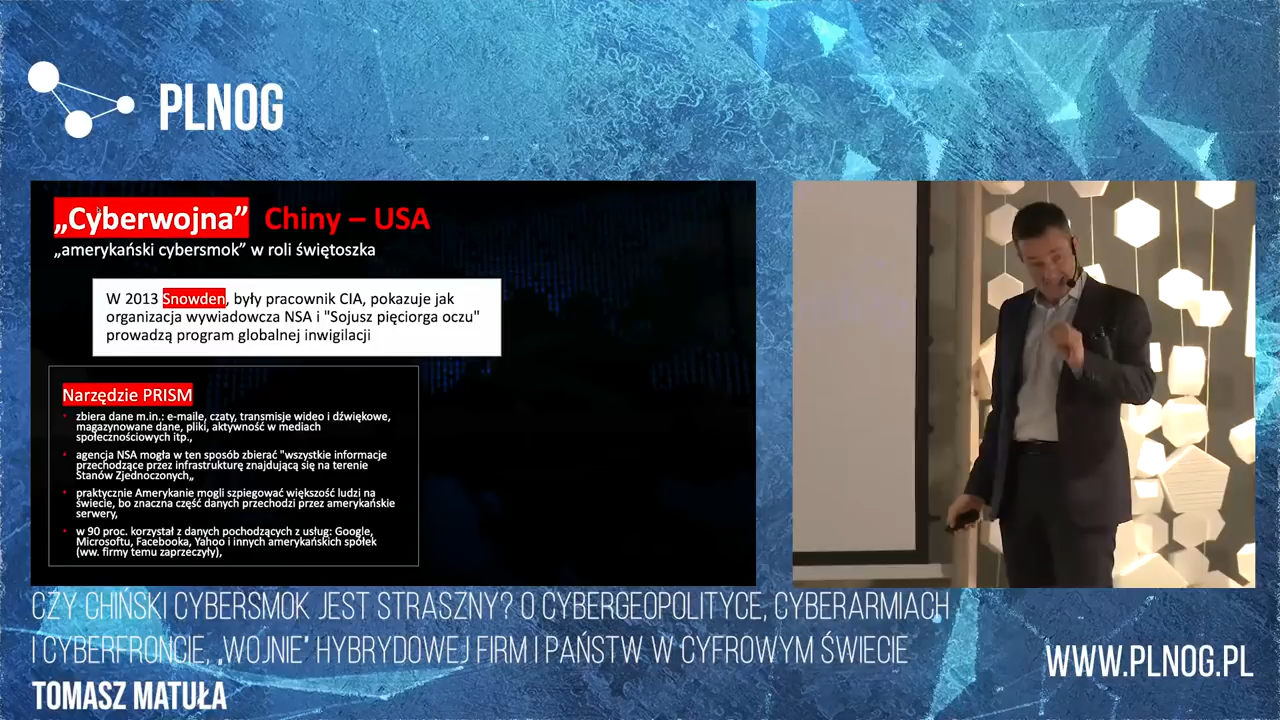 PLNOG
„Cyberwojna” Chiny – USA
„amerykański cybersmok” w roli świętoszka
W 2013 Snowden, były pracownik CIA, pokazuje jak
organizacja wywiadowcza NSA i "Sojusz pięciorga oczu"
prowadzą program globalnej inwigilacji
Narzędzie PRISM
zbiera dane m.in.: e-maile, czaty, transmisje wideo i dźwiękowe,
magazynowane dane, pliki, aktywność w mediach
społecznościowych itp.,
agencja NSA mogła w ten sposób zbierać "wszystkie informacje
przechodzące przez infrastrukturę znajdującą się na terenie
Stanów Zjednoczonych„
praktycznie Amerykanie mogli szpiegować większość ludzi na
świecie, bo znaczna część danych przechodzi przez amerykańskie
serwery,
w 90 proc. korzystał z danych pochodzących z usług: Google,
Microsoftu, Facebooka, Yahoo i innych amerykańskich spółek
(ww. firmy temu zaprzeczyły),
CZY CHIŃSKI CYBERSMOK JEST STRASZNY? O CYBERGEOPOLITYCE, CYBERARMIACH
I CYBERFRONCIE, „WOJNIE” HYBRYDOWEJ FIRM I PAŃSTW W CYFROWYM ŚWIECIE
TOMASZ MATUŁA
WWW.PLNOG.PL